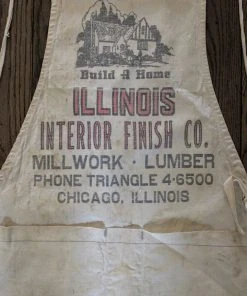 Build A Home
ILLINOIS
INTERIOR FINISH CO.
MILLWORK · LUMBER
PHONE TRIANGLE 4-6500
CHICAGO, ILLINOIS